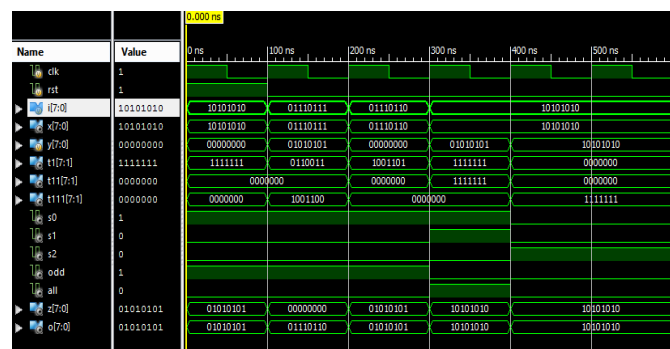 0.000 ns
Name Value 0 ns 100 ns 200 ns 300 ns 400 ns 500 ns
clk 1
rst 1
i[7:0] 10101010 10101010 01110111 01110110 10101010
x[7:0] 10101010 10101010 01110111 01110110 10101010
y[7:0] 00000000 00000000 01010101 00000000 01010101 10101010
t1[7:1] 1111111 1111111 0110011 1001101 1111111 0000000
t11[7:1] 0000000 0000000 0000000 1111111 0000000
t111[7:1] 0000000 0000000 1001100 0000000 1111111
s0 1
s1 0
s2 0
odd 1
all 0
z[7:0] 01010101 01010101 00000000 01010101 10101010 10101010
o[7:0] 01010101 01010101 01110110 01010101 10101010 10101010